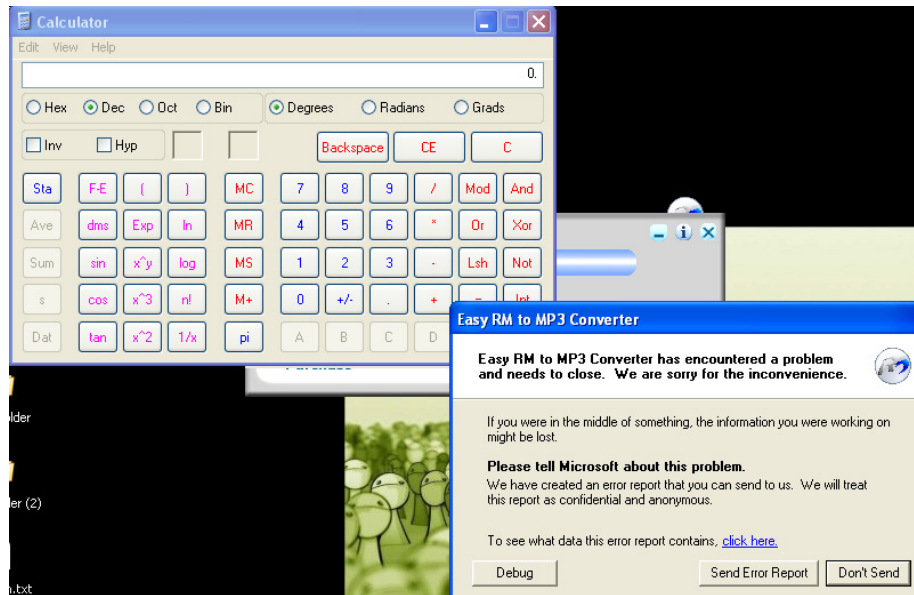 Calculator
Edit View Help
0.
Hex Dec Oct Bin Degrees Radians Grads
Inv Hyp Backspace CE C
Sta F-E ( ) MC 7 8 9 / Mod And
Ave dms Exp ln MR 4 5 6 * Or Xor
Sum sin x^y log MS 1 2 3 - Lsh Not
s cos x^3 n! M+ 0 +/- . + = Int
Dat tan x^2 1/x pi A B C D
Easy RM to MP3 Converter
Easy RM to MP3 Converter has encountered a problem
and needs to close. We are sorry for the inconvenience.
If you were in the middle of something, the information you were working on
might be lost.
Please tell Microsoft about this problem.
We have created an error report that you can send to us. We will treat
this report as confidential and anonymous.
To see what data this error report contains, click here.
Debug Send Error Report Don't Send
older
er (2)
.txt